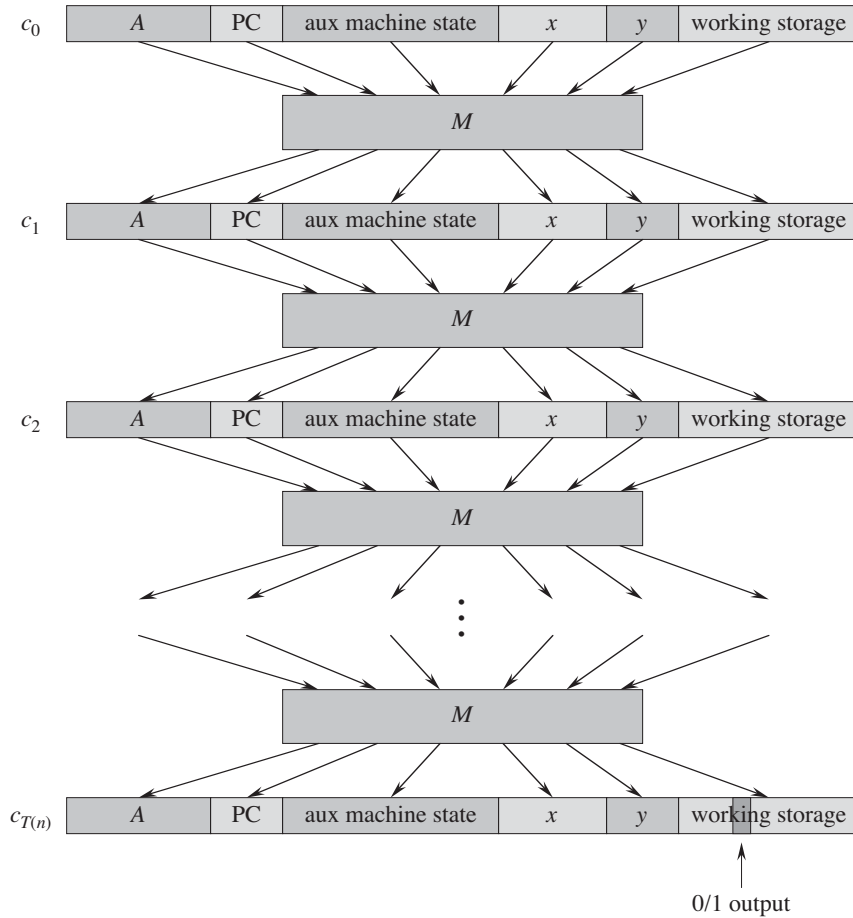 c0 A PC aux machine state x y working storage
M
c1 A PC aux machine state x y working storage
M
c2 A PC aux machine state x y working storage
M
M
cT(n) A PC aux machine state x y working storage
0/1 output